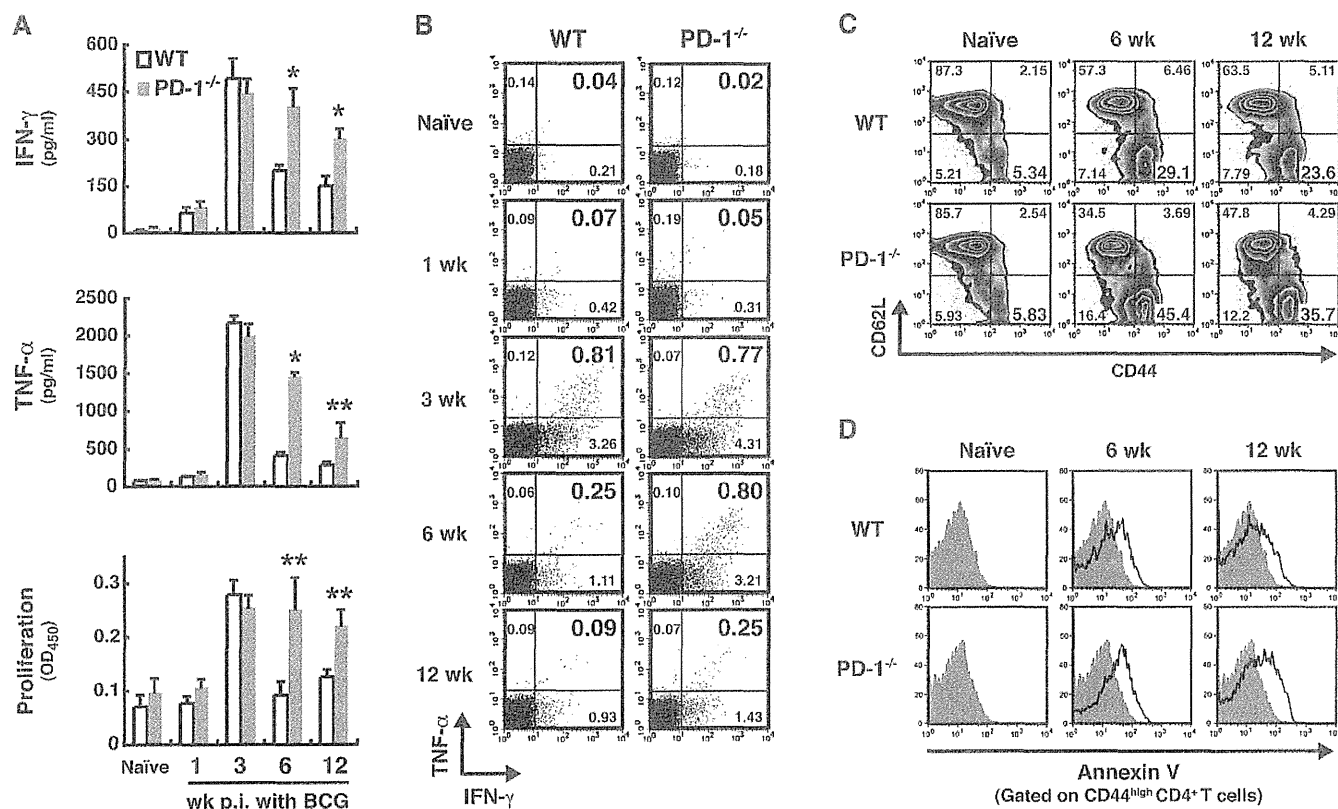 A
WT
PD-1-/-
600
450
300
150
0
IFN-γ
(pg/ml)
*
*
2500
2000
1500
1000
500
0
TNF-α
(pg/ml)
*
**
0.3
0.2
0.1
0
Proliferation
(OD450)
**
**
Naïve 1 3 6 12
wk p.i. with BCG
B
WT PD-1-/-
Naïve
0.14 0.04 0.12 0.02
0.21 0.18
1 wk
0.09 0.07 0.19 0.05
0.42 0.31
3 wk
0.12 0.81 0.07 0.77
3.26 4.31
6 wk
0.06 0.25 0.10 0.80
1.11 3.21
12 wk
0.09 0.09 0.07 0.25
0.93 1.43
TNF-α
IFN-γ
C
Naïve 6 wk 12 wk
WT
87.3 2.15 57.3 6.46 63.5 5.11
5.21 5.34 7.14 29.1 7.79 23.6
PD-1-/-
85.7 2.54 34.5 3.69 47.8 4.29
5.93 5.83 16.4 45.4 12.2 35.7
CD62L
CD44
D
Naïve 6 wk 12 wk
WT
PD-1-/-
Annexin V
(Gated on CD44high CD4+ T cells)